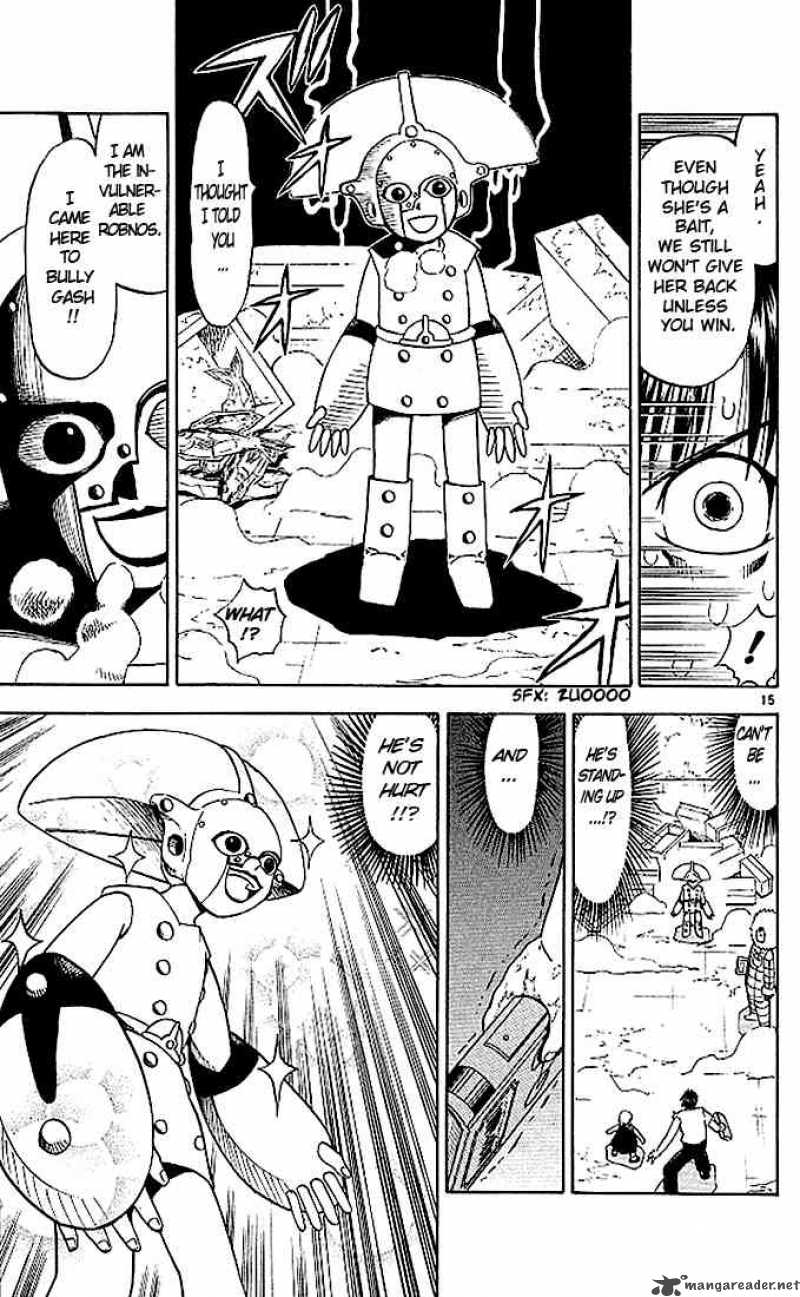 YEAH.
EVEN
THOUGH
SHE'S A
BAIT,
WE STILL
WON'T GIVE
HER BACK
UNLESS
YOU WIN.
!
ズ
I
THOUGHT
I TOLD
YOU
...
WHAT
!?
SFX: ZUOOOO
I AM
THE IN-
VULNER-
ABLE
ROBNOS.
I
CAME
HERE
TO
BULLY
GASH
!!
15
CAN'T
BE
...
HE'S
STAND-
ING UP
...!?
AND
...
HE'S
NOT
HURT
!!?
mangareader.net